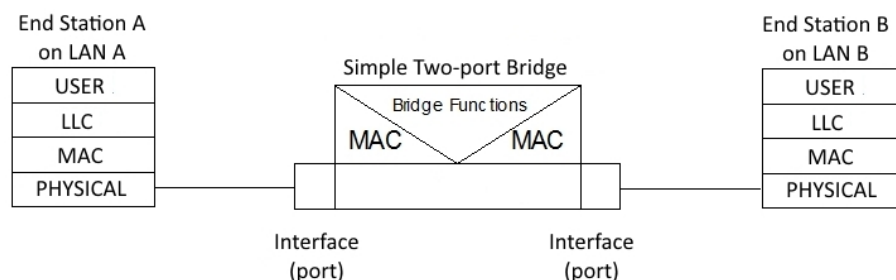 End Station A
on LAN A
USER
LLC
MAC
PHYSICAL
Simple Two-port Bridge
Bridge Functions
MAC MAC
Interface
(port)
Interface
(port)
End Station B
on LAN B
USER
LLC
MAC
PHYSICAL